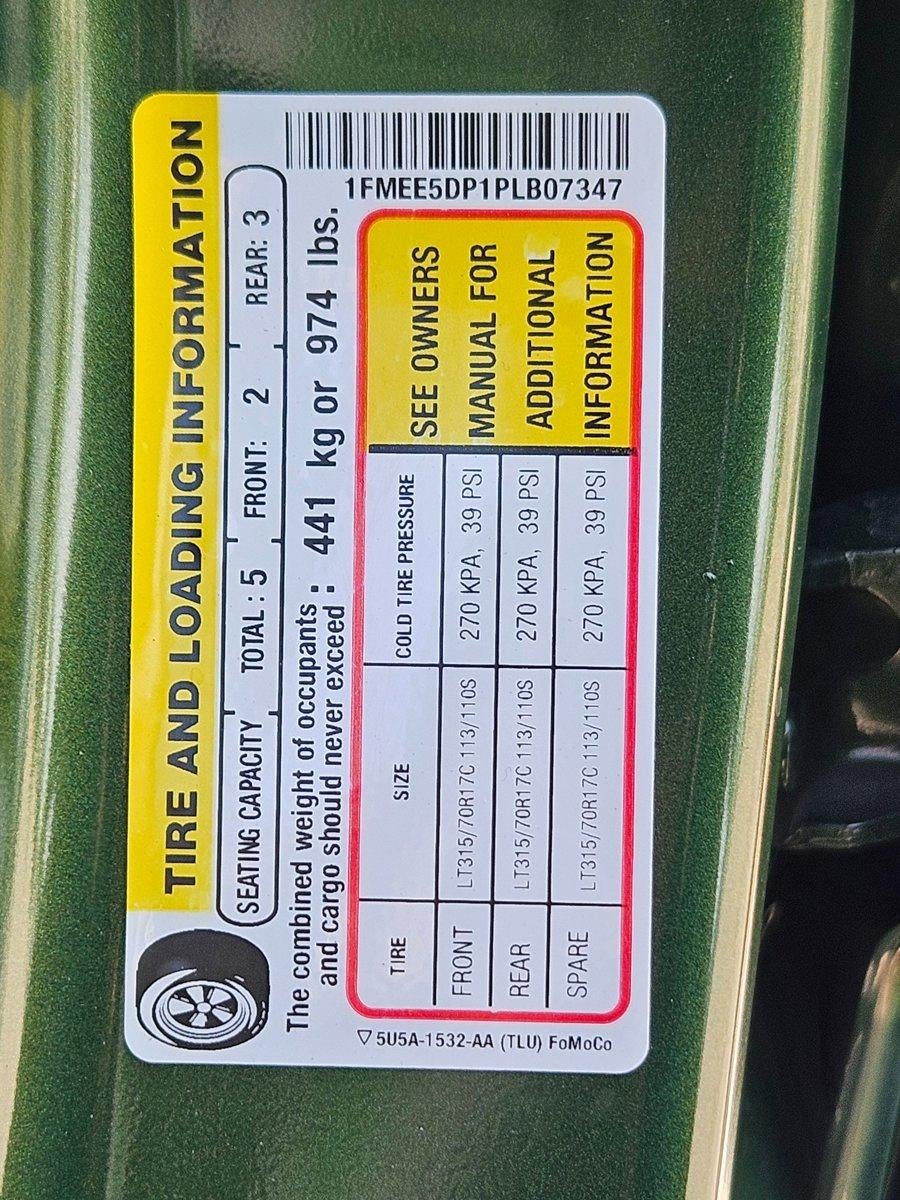 TIRE AND LOADING INFORMATION
SEATING CAPACITY TOTAL : 5 FRONT: 2 REAR: 3
The combined weight of occupants
and cargo should never exceed : 441 kg or 974 lbs.
1FMEE5DP1PLB07347
TIRE SIZE COLD TIRE PRESSURE
FRONT LT315/70R17C 113/110S 270 KPA, 39 PSI
REAR LT315/70R17C 113/110S 270 KPA, 39 PSI
SPARE LT315/70R17C 113/110S 270 KPA, 39 PSI
SEE OWNERS
MANUAL FOR
ADDITIONAL
INFORMATION
5U5A-1532-AA (TLU) FoMoCo